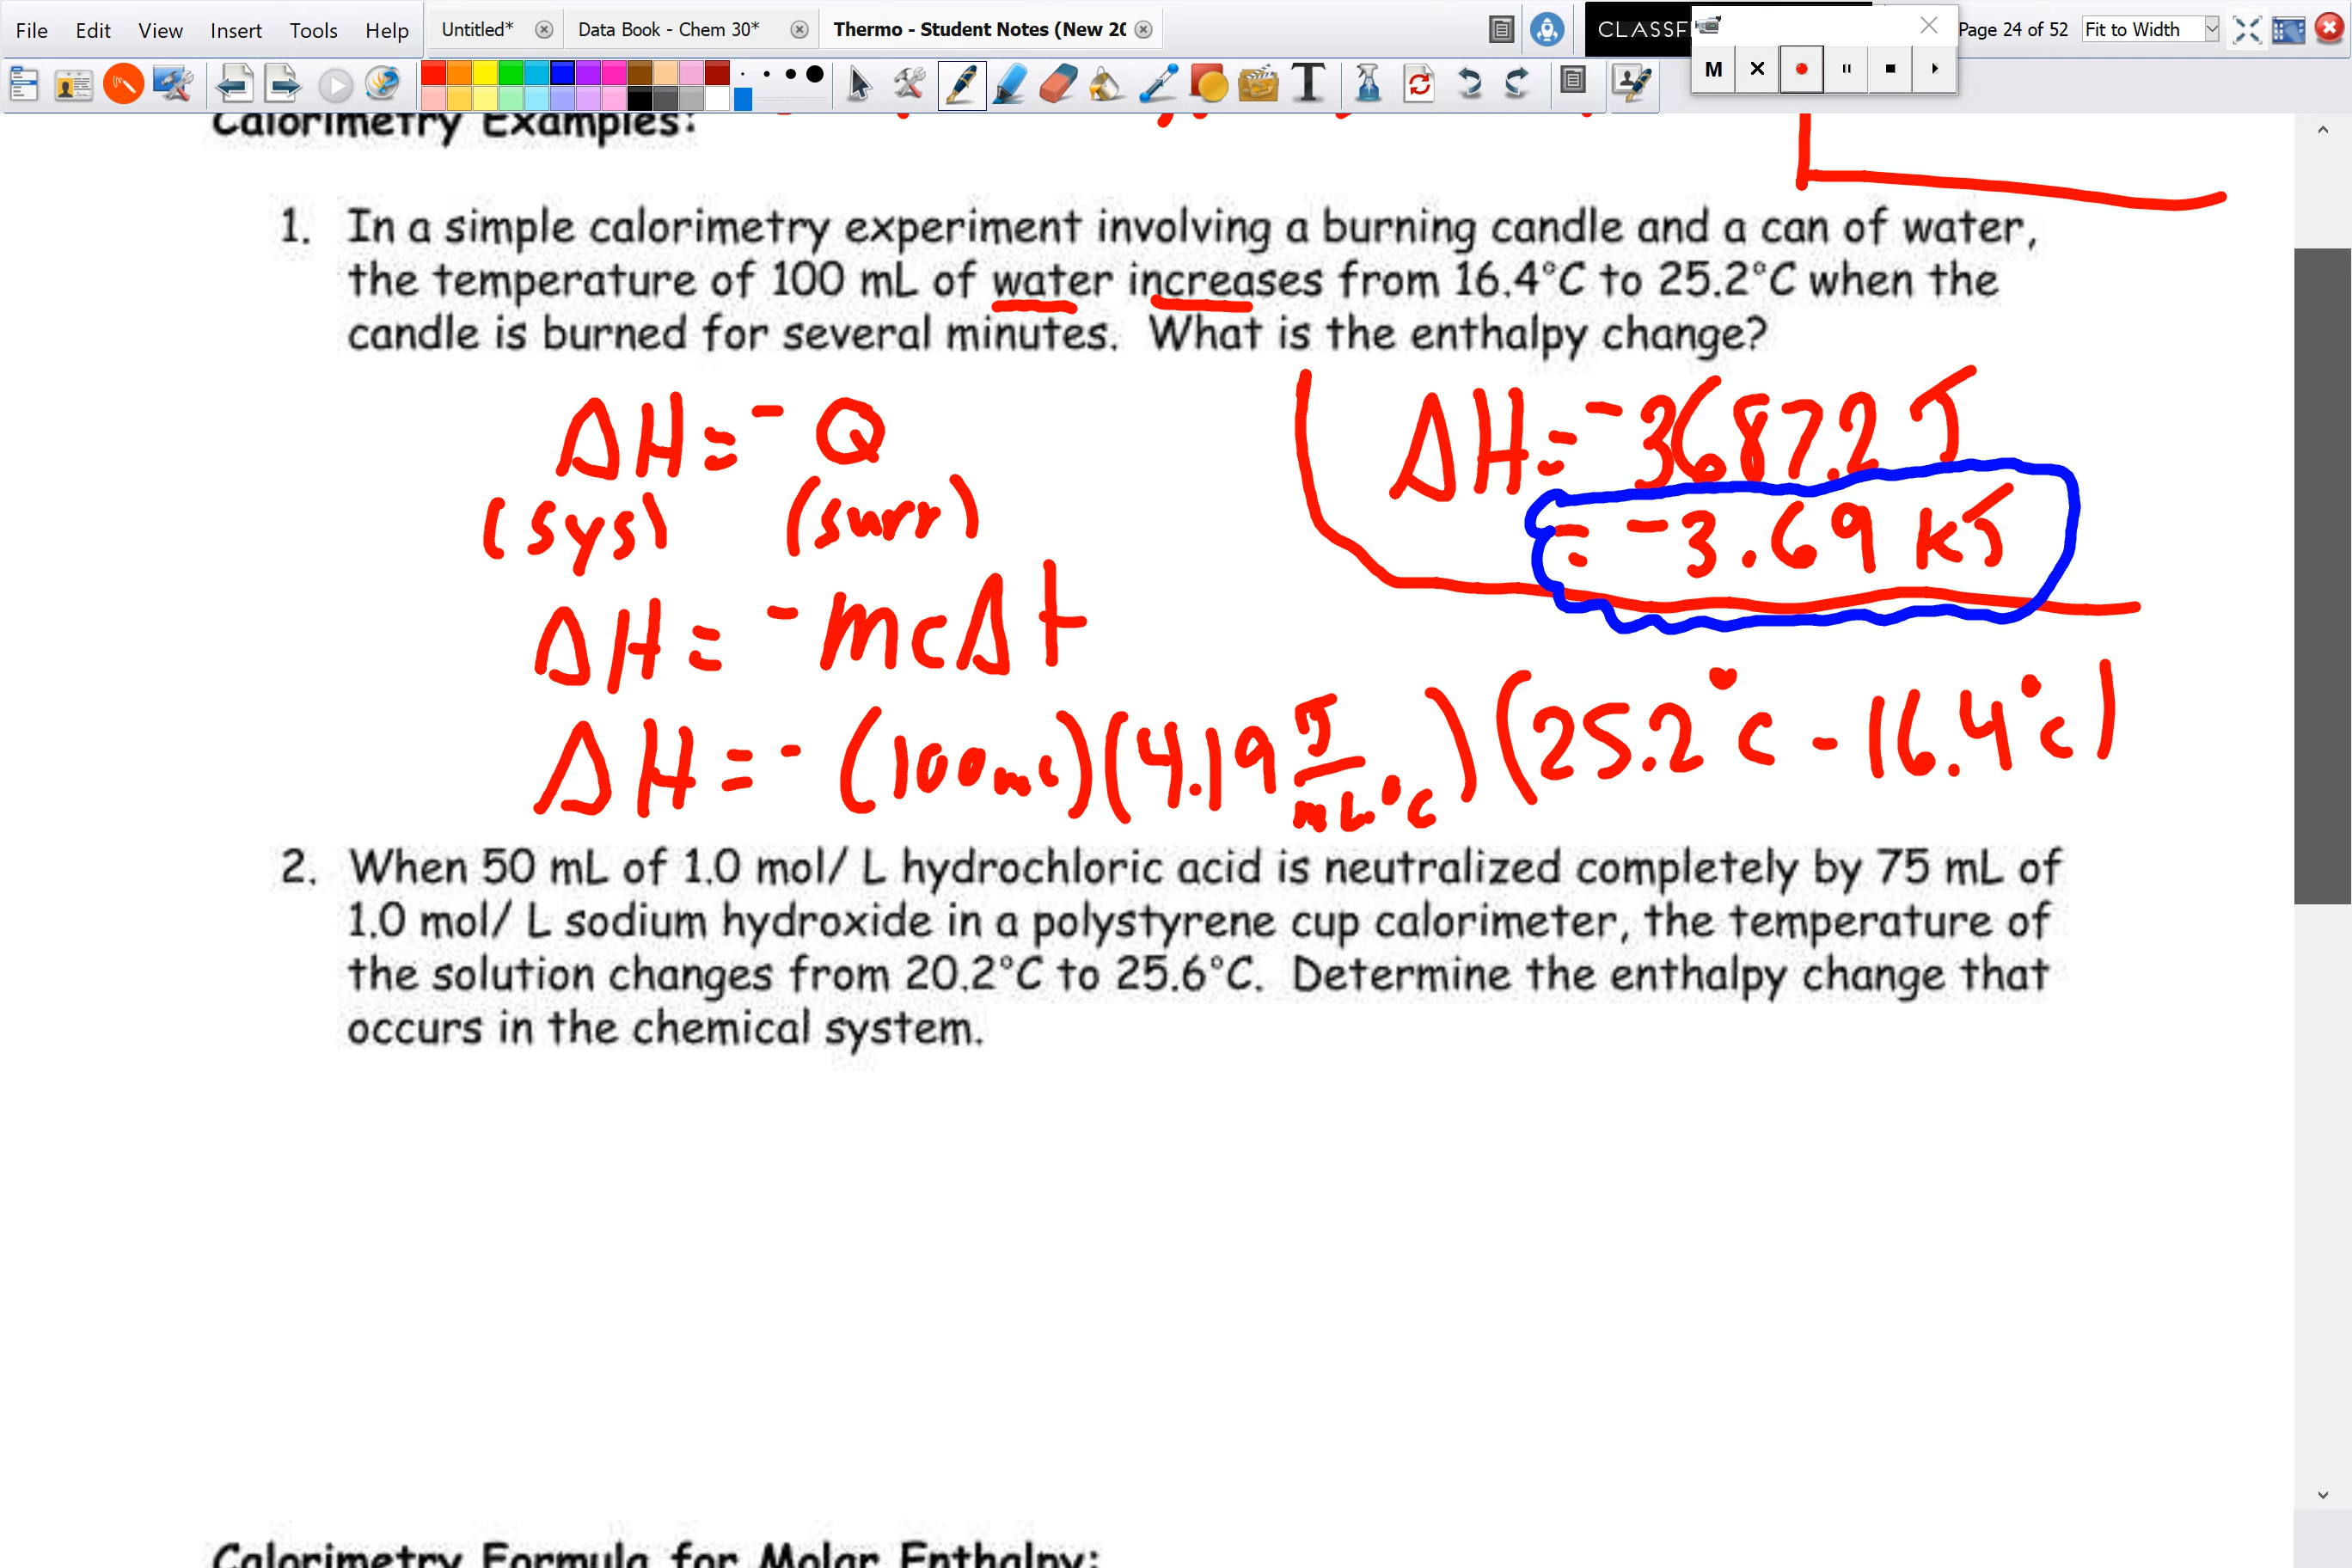 File Edit View Insert Tools Help Untitled* Data Book - Chem 30* Thermo - Student Notes (New 20 Page 24 of 52 Fit to Width
M
Calorimetry Examples:
1. In a simple calorimetry experiment involving a burning candle and a can of water,
the temperature of 100 mL of water increases from 16.4°C to 25.2°C when the
candle is burned for several minutes. What is the enthalpy change?
ΔH = - Q
(sys) (surr)
ΔH = -3687.2 J
= -3.69 kJ
ΔH = - mcΔt
ΔH = - (100mL)(4.19 J/mL°C)(25.2°C - 16.4°C)
2. When 50 mL of 1.0 mol/ L hydrochloric acid is neutralized completely by 75 mL of
1.0 mol/ L sodium hydroxide in a polystyrene cup calorimeter, the temperature of
the solution changes from 20.2°C to 25.6°C. Determine the enthalpy change that
occurs in the chemical system.
Calorimetry Formula for Molar Enthalpy: